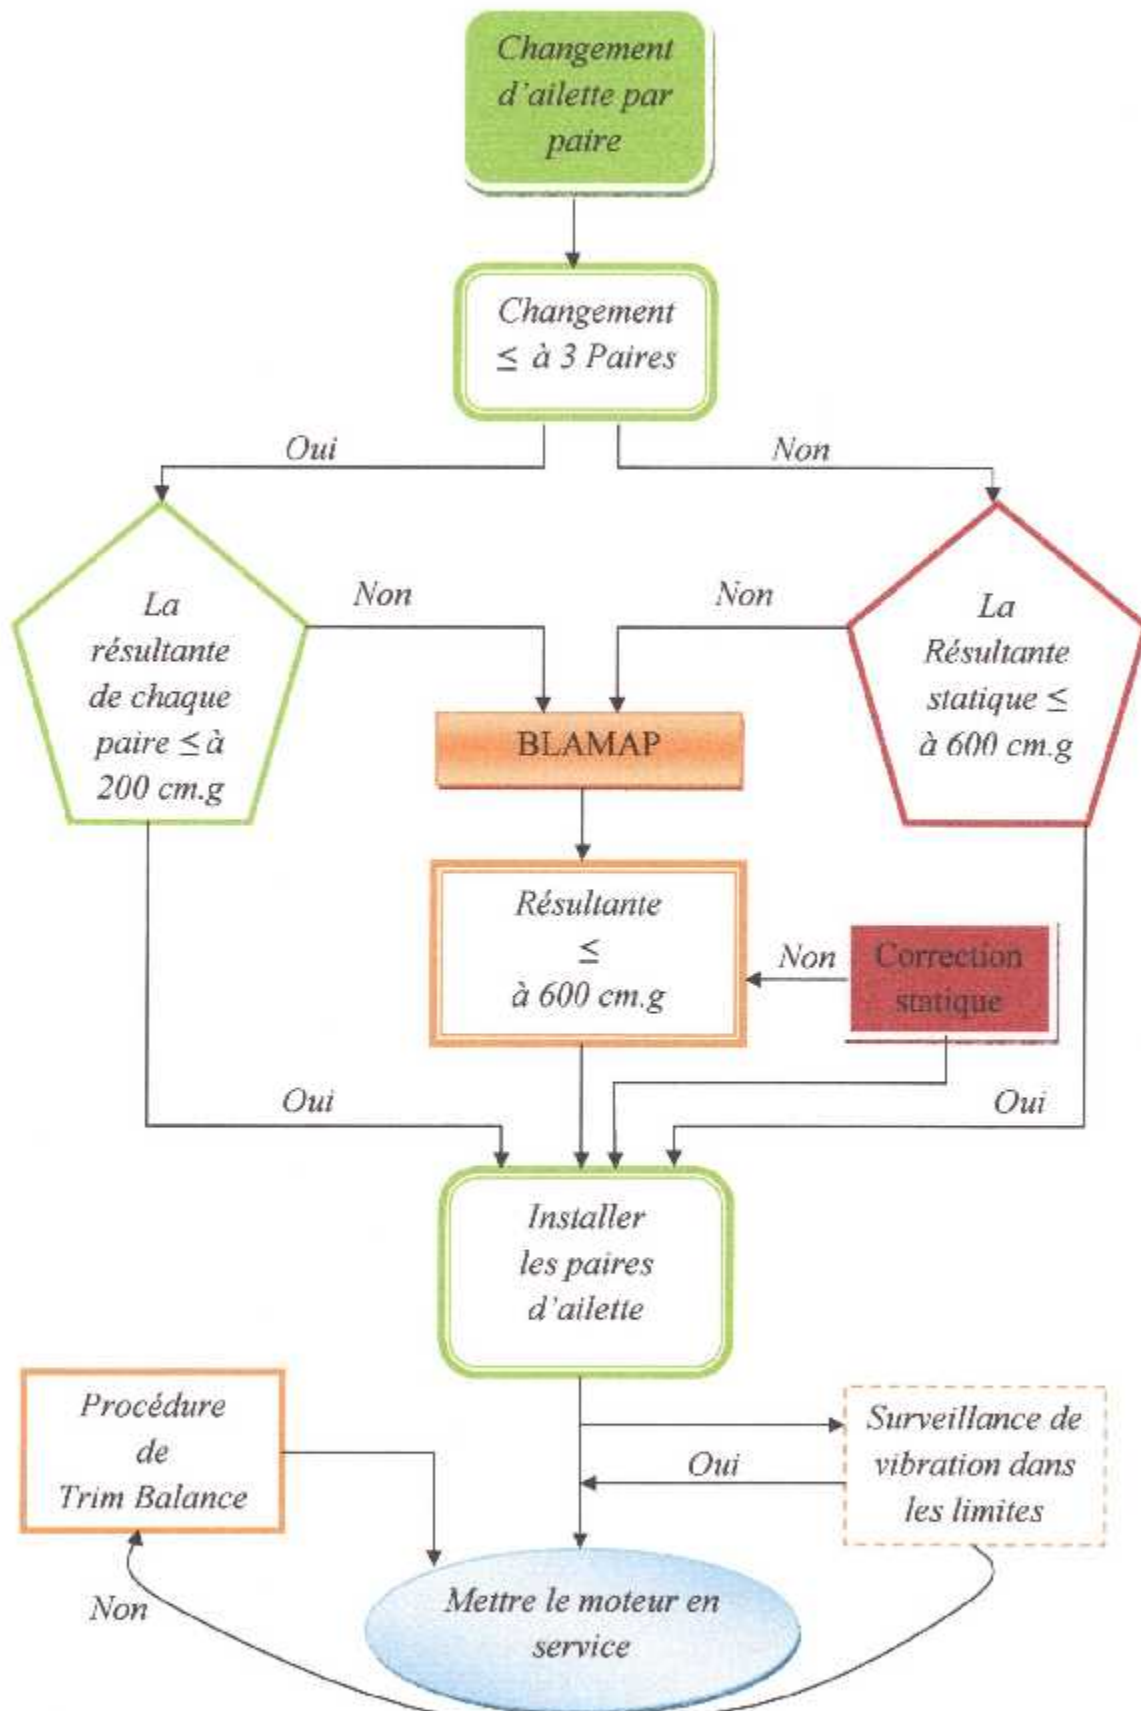 Changement
d'ailette par
paire
Changement
≤ à 3 Paires
Oui
Non
La
résultante
de chaque
paire ≤ à
200 cm.g
Non
Non
La
Résultante
statique ≤
à 600 cm.g
BLAMAP
Résultante
≤
à 600 cm.g
Non
Correction
statique
Oui
Oui
Installer
les paires
d'ailette
Procédure
de
Trim Balance
Oui
Surveillance de
vibration dans
les limites
Non
Mettre le moteur en
service